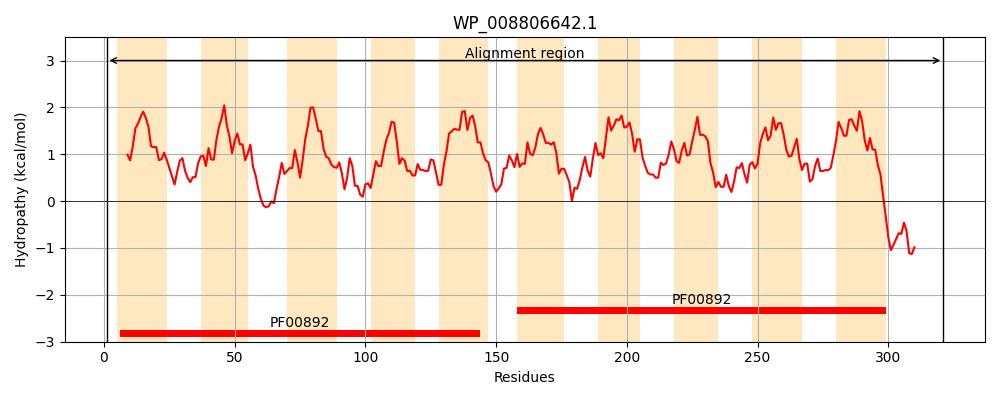 WP_008806642.1
Alignment region
3
2
1
0
−1
−2
−3
Hydropathy (kcal/mol)
PF00892
PF00892
0 50 100 150 200 250 300
Residues